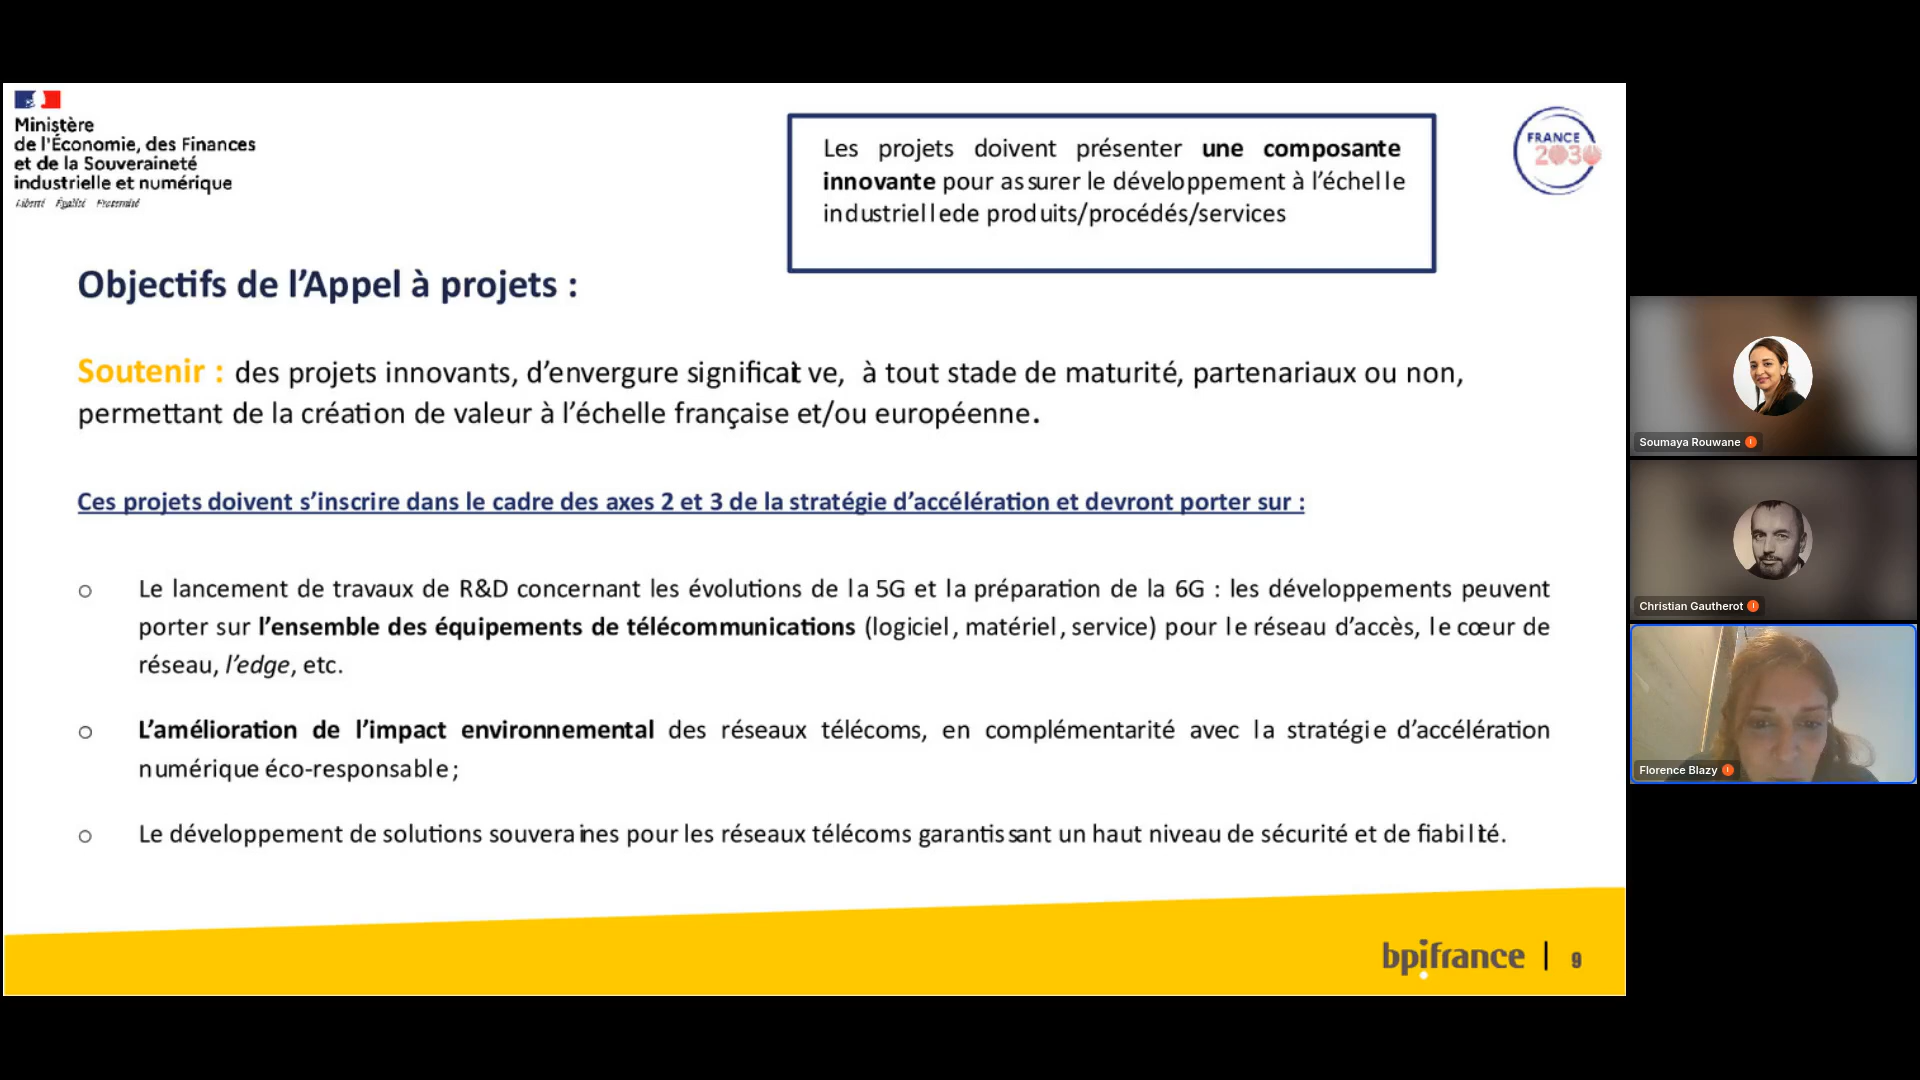 Ministère
de l'Économie, des Finances
et de la Souveraineté
industrielle et numérique
Liberté Égalité Fraternité
Les projets doivent présenter une composante
innovante pour assurer le développement à l’échelle
industriellede produits/procédés/services
FRANCE
2030
Objectifs de l’Appel à projets :
Soutenir : des projets innovants, d’envergure significative, à tout stade de maturité, partenariaux ou non,
permettant de la création de valeur à l’échelle française et/ou européenne.
Ces projets doivent s’inscrire dans le cadre des axes 2 et 3 de la stratégie d’accélération et devront porter sur :
o Le lancement de travaux de R&D concernant les évolutions de la 5G et la préparation de la 6G : les développements peuvent
porter sur l’ensemble des équipements de télécommunications (logiciel, matériel, service) pour le réseau d’accès, le cœur de
réseau, l’edge, etc.
o L’amélioration de l’impact environnemental des réseaux télécoms, en complémentarité avec la stratégie d’accélération
numérique éco-responsable ;
o Le développement de solutions souveraines pour les réseaux télécoms garantissant un haut niveau de sécurité et de fiabilité.
bpifrance | 9
Soumaya Rouwane
Christian Gautherot
Florence Blazy